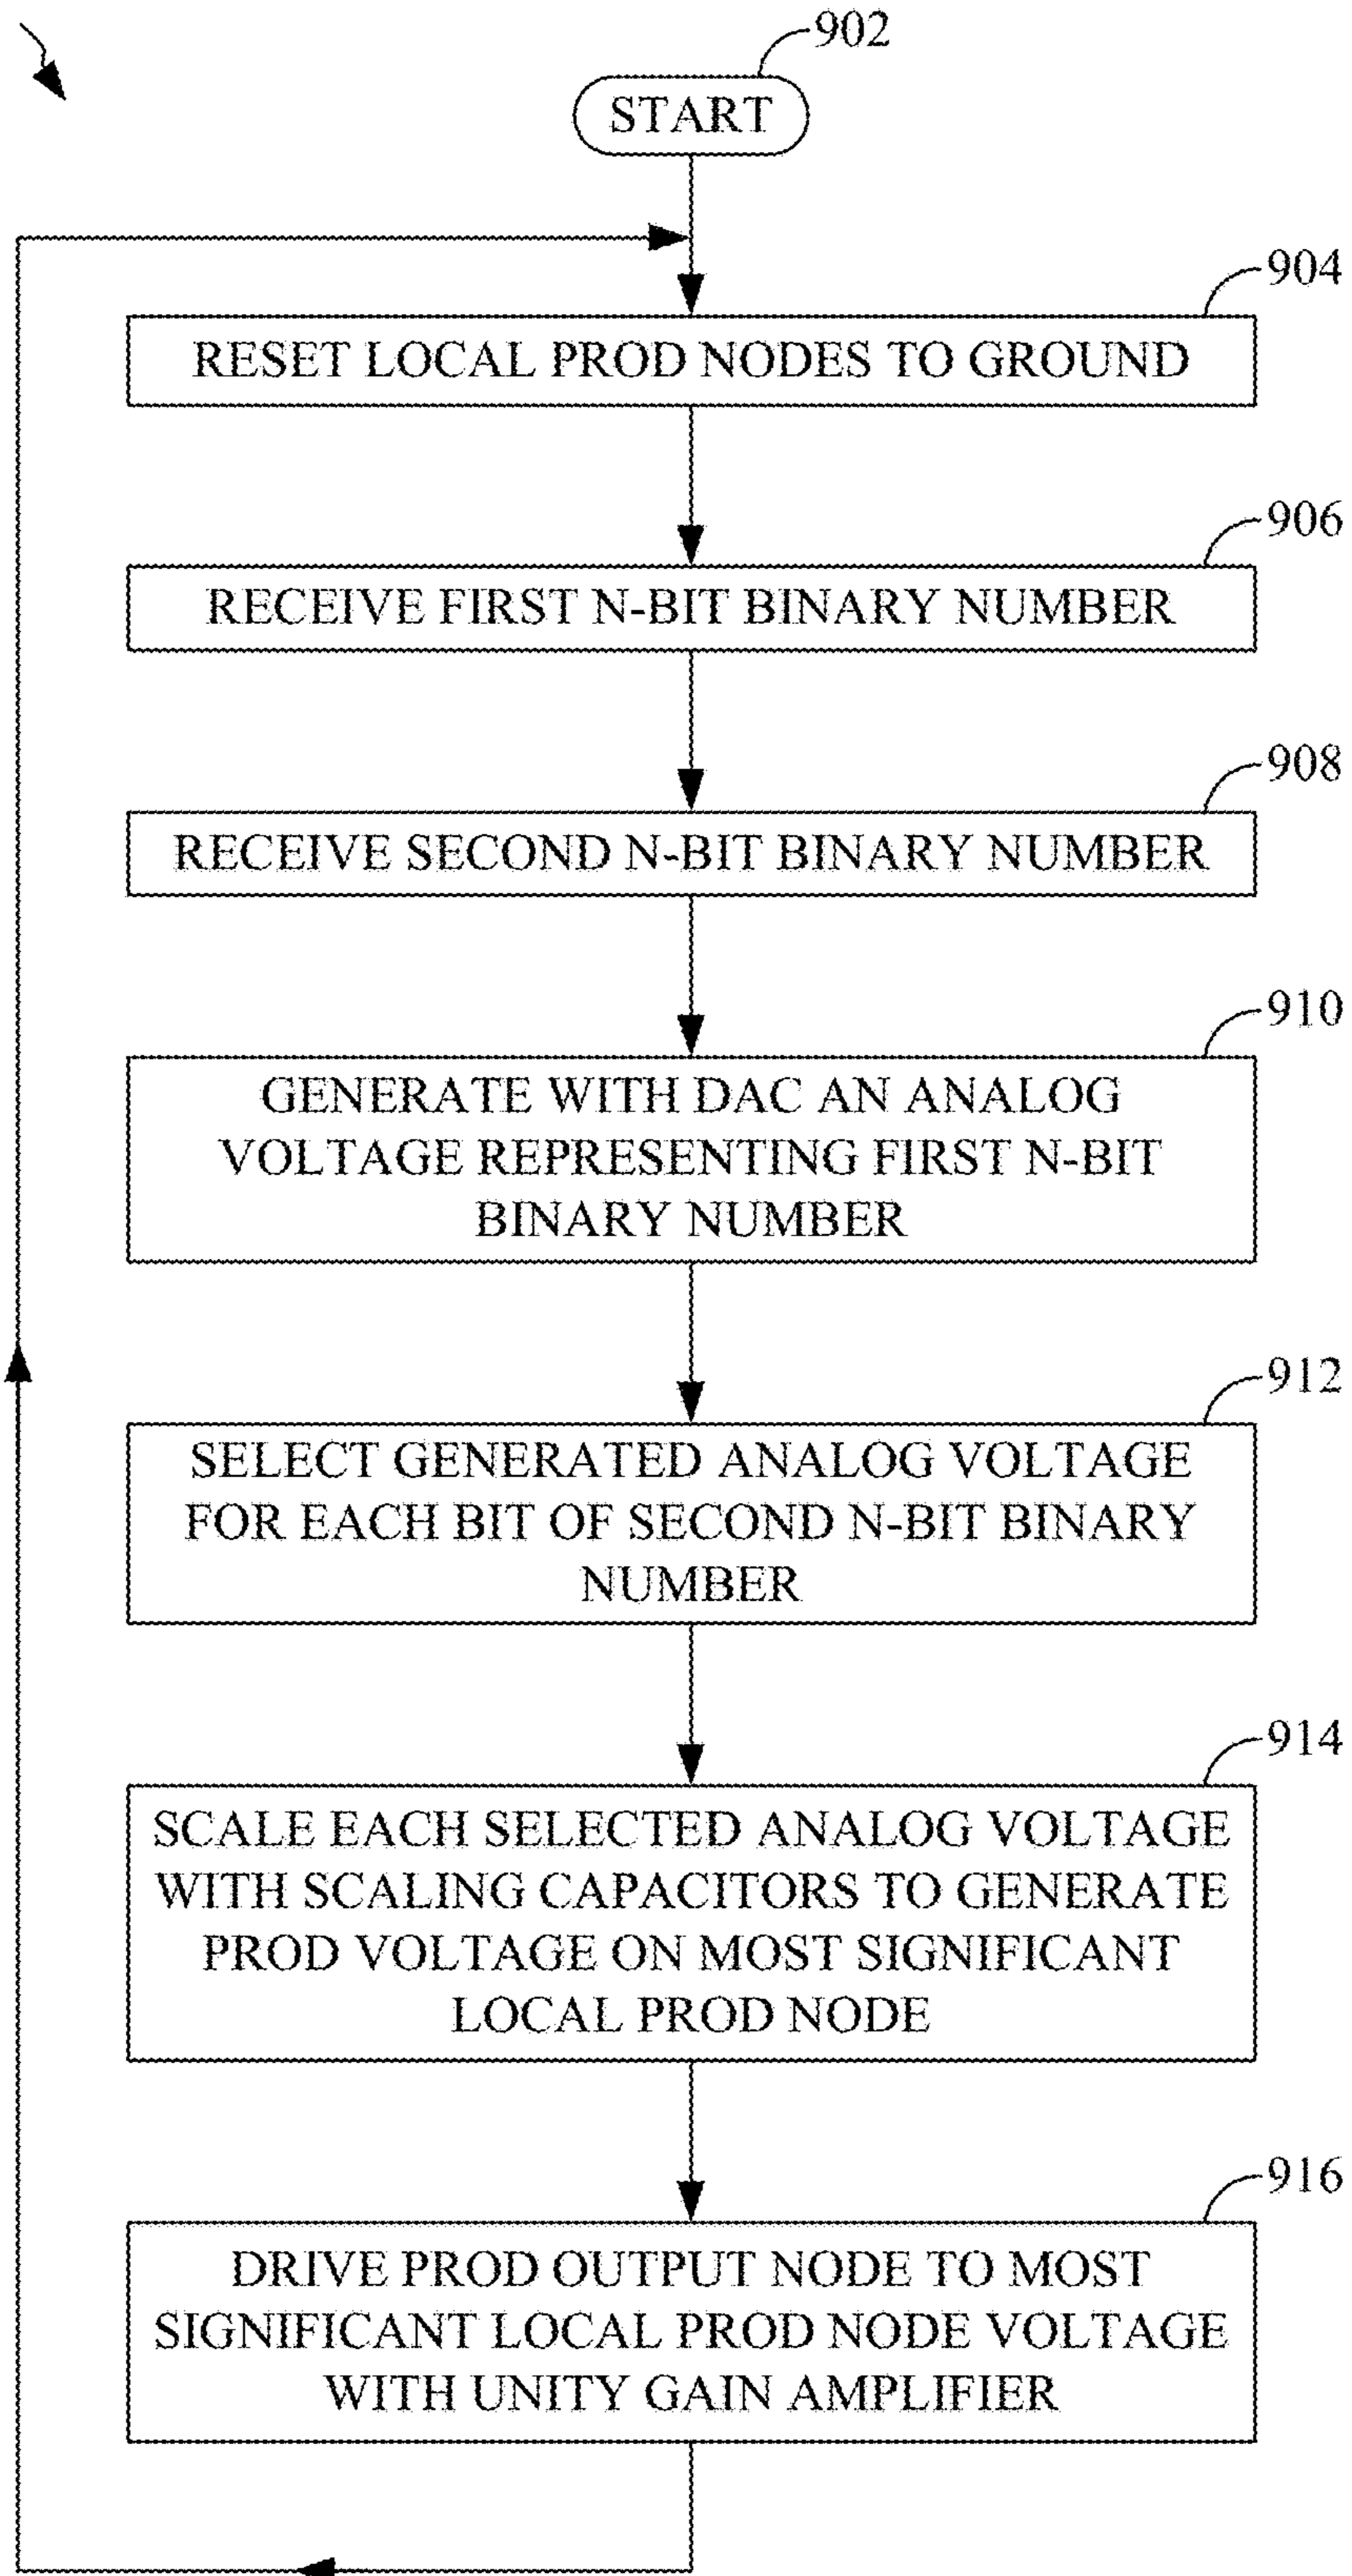 902
START
904
RESET LOCAL PROD NODES TO GROUND
906
RECEIVE FIRST N-BIT BINARY NUMBER
908
RECEIVE SECOND N-BIT BINARY NUMBER
910
GENERATE WITH DAC AN ANALOG
VOLTAGE REPRESENTING FIRST N-BIT
BINARY NUMBER
912
SELECT GENERATED ANALOG VOLTAGE
FOR EACH BIT OF SECOND N-BIT BINARY
NUMBER
914
SCALE EACH SELECTED ANALOG VOLTAGE
WITH SCALING CAPACITORS TO GENERATE
PROD VOLTAGE ON MOST SIGNIFICANT
LOCAL PROD NODE
916
DRIVE PROD OUTPUT NODE TO MOST
SIGNIFICANT LOCAL PROD NODE VOLTAGE
WITH UNITY GAIN AMPLIFIER